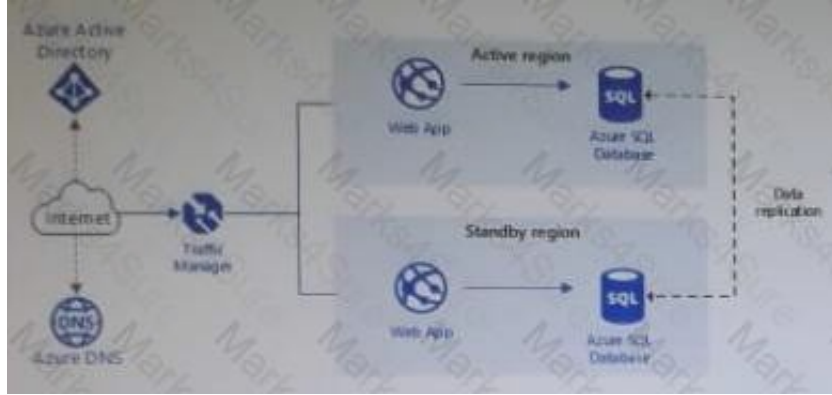 Azure Active
Directory
Active region
SQL
Web App
Azure SQL
Database
Internet
Traffic
Manager
Data
replication
Standby region
DNS
SQL
Azure DNS
Web App
Azure SQL
Database
Marks4Sure